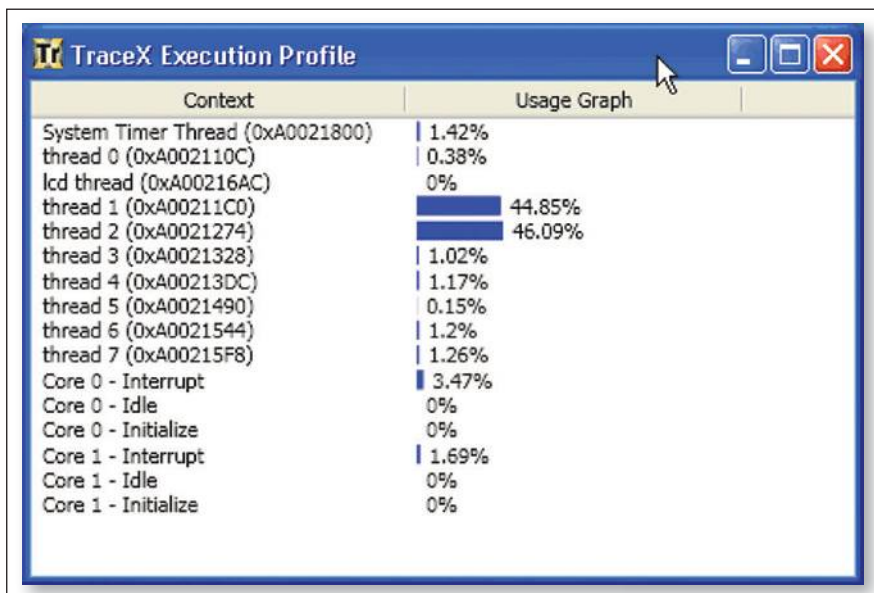 Tr TraceX Execution Profile
Context Usage Graph
System Timer Thread (0xA0021800) 1.42%
thread 0 (0xA002110C) 0.38%
lcd thread (0xA00216AC) 0%
thread 1 (0xA00211C0) 44.85%
thread 2 (0xA0021274) 46.09%
thread 3 (0xA0021328) 1.02%
thread 4 (0xA00213DC) 1.17%
thread 5 (0xA0021490) 0.15%
thread 6 (0xA0021544) 1.2%
thread 7 (0xA00215F8) 1.26%
Core 0 - Interrupt 3.47%
Core 0 - Idle 0%
Core 0 - Initialize 0%
Core 1 - Interrupt 1.69%
Core 1 - Idle 0%
Core 1 - Initialize 0%